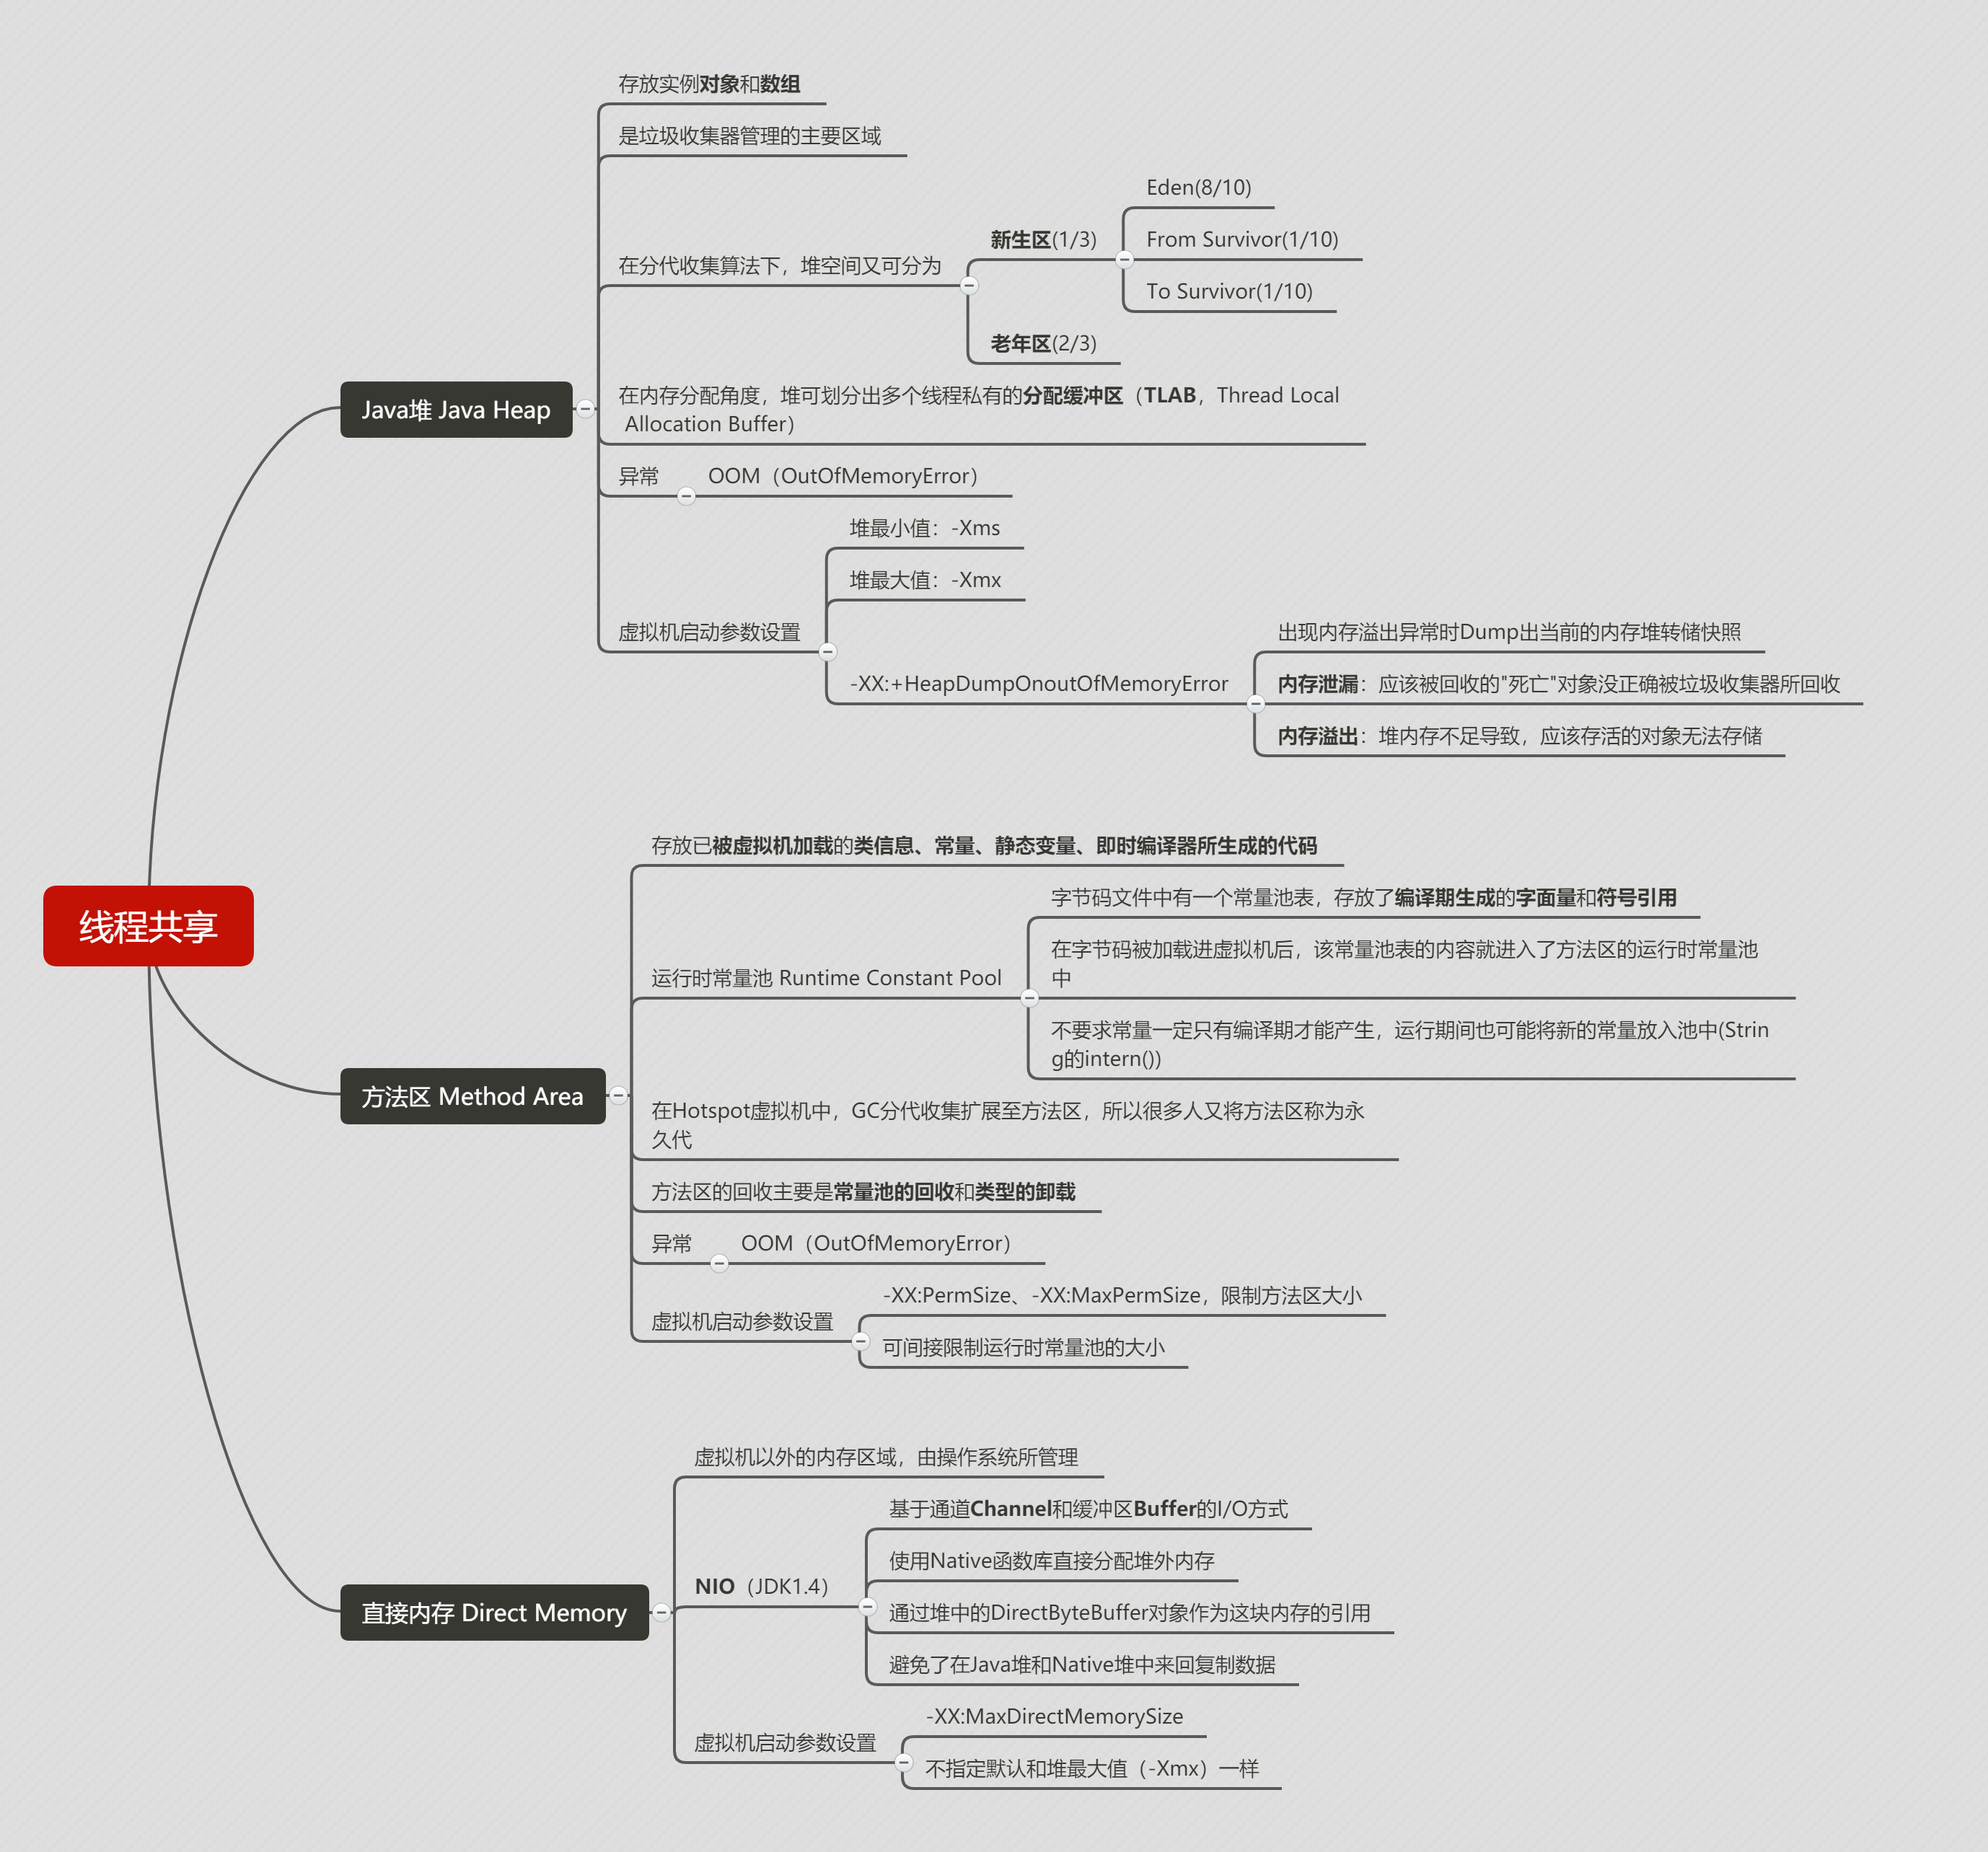 线程共享
Java堆 Java Heap
存放实例对象和数组
是垃圾收集器管理的主要区域
在分代收集算法下，堆空间又可分为
新生区(1/3)
Eden(8/10)
From Survivor(1/10)
To Survivor(1/10)
老年区(2/3)
在内存分配角度，堆可划分出多个线程私有的分配缓冲区（TLAB，Thread Local
Allocation Buffer）
异常
OOM（OutOfMemoryError）
虚拟机启动参数设置
堆最小值：-Xms
堆最大值：-Xmx
-XX:+HeapDumpOnoutOfMemoryError
出现内存溢出异常时Dump出当前的内存堆转储快照
内存泄漏：应该被回收的"死亡"对象没正确被垃圾收集器所回收
内存溢出：堆内存不足导致，应该存活的对象无法存储
方法区 Method Area
存放已被虚拟机加载的类信息、常量、静态变量、即时编译器所生成的代码
运行时常量池 Runtime Constant Pool
字节码文件中有一个常量池表，存放了编译期生成的字面量和符号引用
在字节码被加载进虚拟机后，该常量池表的内容就进入了方法区的运行时常量池
中
不要求常量一定只有编译期才能产生，运行期间也可能将新的常量放入池中(Strin
g的intern())
在Hotspot虚拟机中，GC分代收集扩展至方法区，所以很多人又将方法区称为永
久代
方法区的回收主要是常量池的回收和类型的卸载
异常
OOM（OutOfMemoryError）
虚拟机启动参数设置
-XX:PermSize、-XX:MaxPermSize，限制方法区大小
可间接限制运行时常量池的大小
直接内存 Direct Memory
虚拟机以外的内存区域，由操作系统所管理
NIO（JDK1.4）
基于通道Channel和缓冲区Buffer的I/O方式
使用Native函数库直接分配堆外内存
通过堆中的DirectByteBuffer对象作为这块内存的引用
避免了在Java堆和Native堆中来回复制数据
虚拟机启动参数设置
-XX:MaxDirectMemorySize
不指定默认和堆最大值（-Xmx）一样